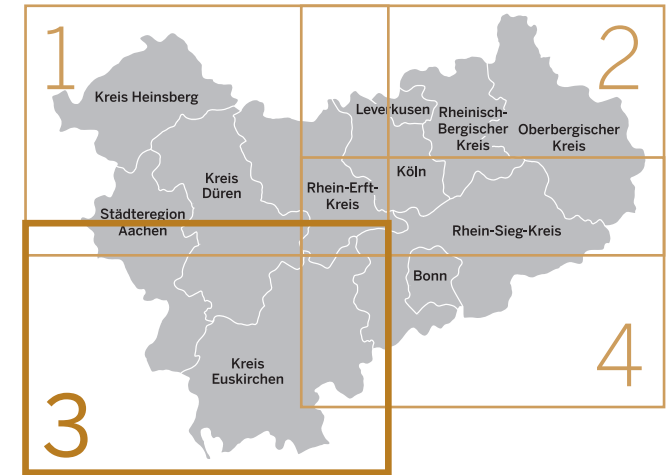 1
2
Kreis Heinsberg
Leverkusen
Rheinisch-
Bergischer
Kreis
Oberbergischer
Kreis
Kreis
Düren
Rhein-Erft-
Kreis
Köln
Städteregion
Aachen
Rhein-Sieg-Kreis
Bonn
Kreis
Euskirchen
3
4